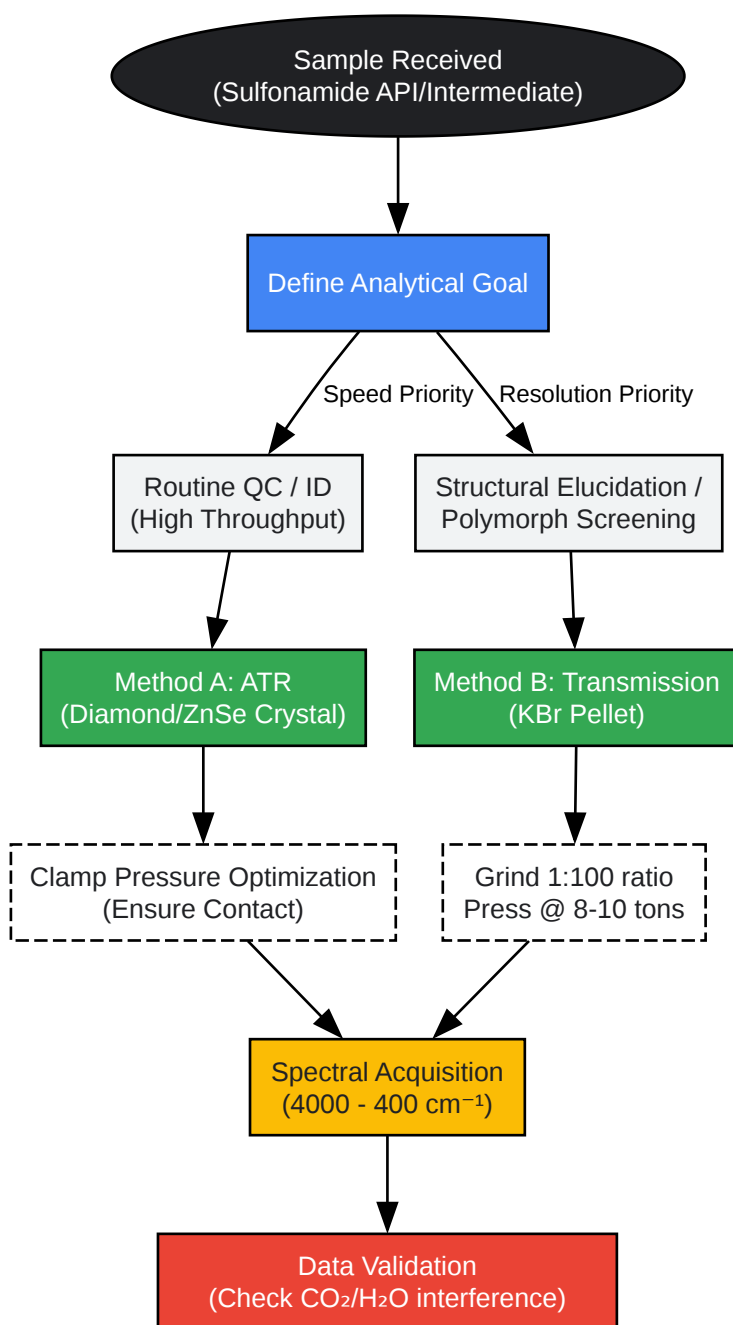 Sample Received
(Sulfonamide API/Intermediate)
Define Analytical Goal
Speed Priority
Resolution Priority
Routine QC / ID
(High Throughput)
Structural Elucidation /
Polymorph Screening
Method A: ATR
(Diamond/ZnSe Crystal)
Method B: Transmission
(KBr Pellet)
Clamp Pressure Optimization
(Ensure Contact)
Grind 1:100 ratio
Press @ 8-10 tons
Spectral Acquisition
(4000 - 400 cm⁻¹)
Data Validation
(Check CO₂/H₂O interference)